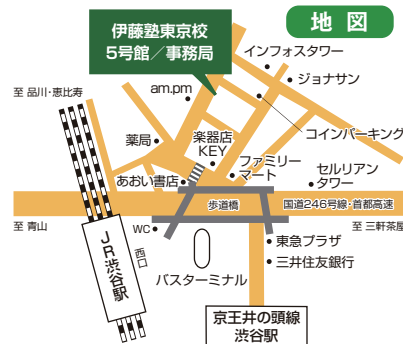 地図
伊藤塾東京校
5号館／事務局
インフォスタワー
ジョナサン
至 品川・恵比寿
am.pm
コインパーキング
薬局
楽器店
KEY
ファミリー
マート
セルリアン
タワー
あおい書店
歩道橋
国道246号線・首都高速
至 青山
WC
至 三軒茶屋
西口
JR渋谷駅
東急プラザ
三井住友銀行
バスターミナル
京王井の頭線
渋谷駅